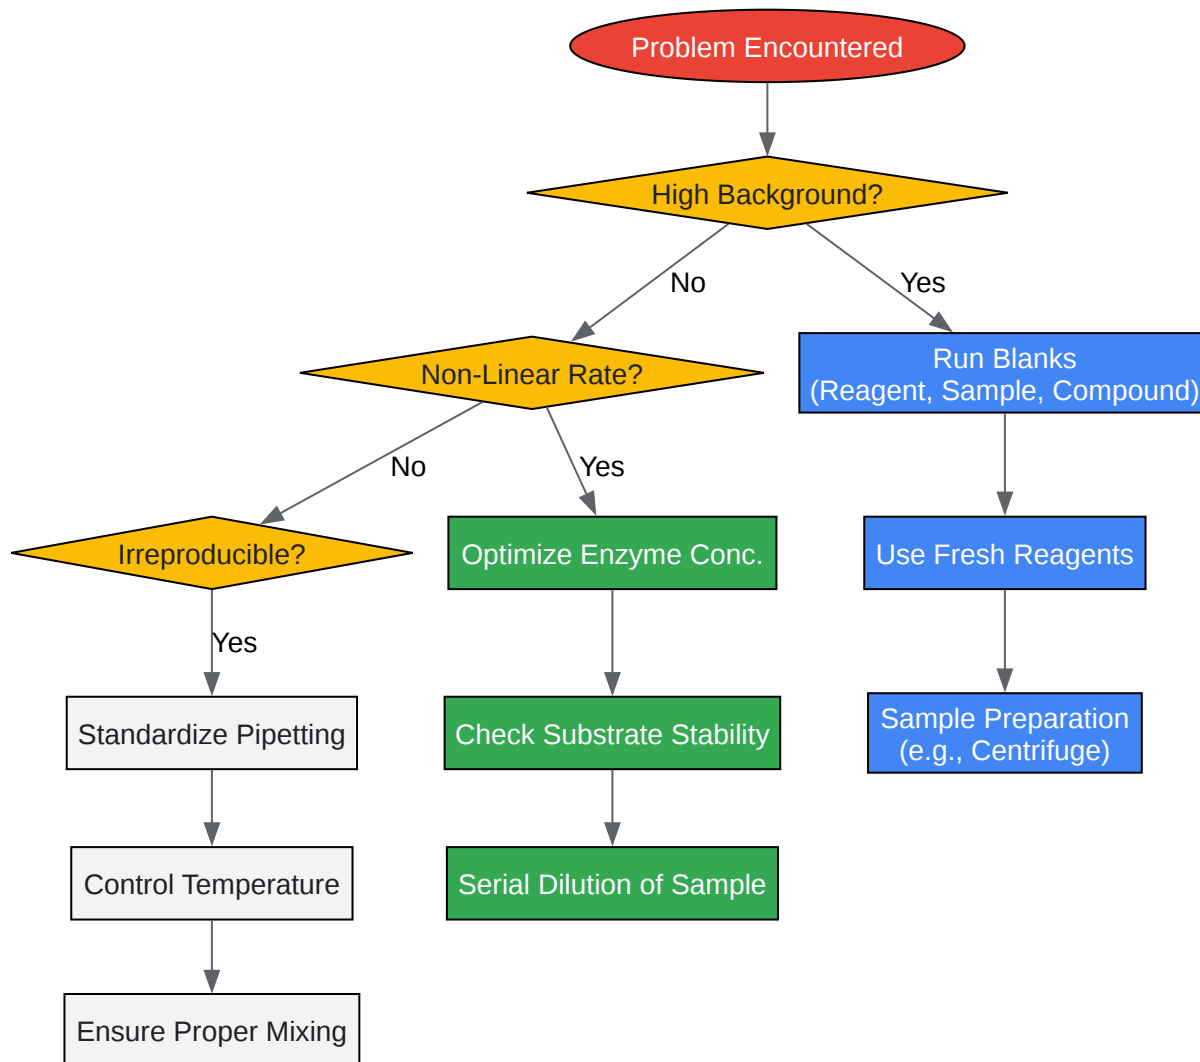 Problem Encountered
High Background?
No
Yes
Non-Linear Rate?
Run Blanks
(Reagent, Sample, Compound)
No
Yes
Irreproducible?
Optimize Enzyme Conc.
Use Fresh Reagents
Yes
Standardize Pipetting
Check Substrate Stability
Sample Preparation
(e.g., Centrifuge)
Control Temperature
Serial Dilution of Sample
Ensure Proper Mixing